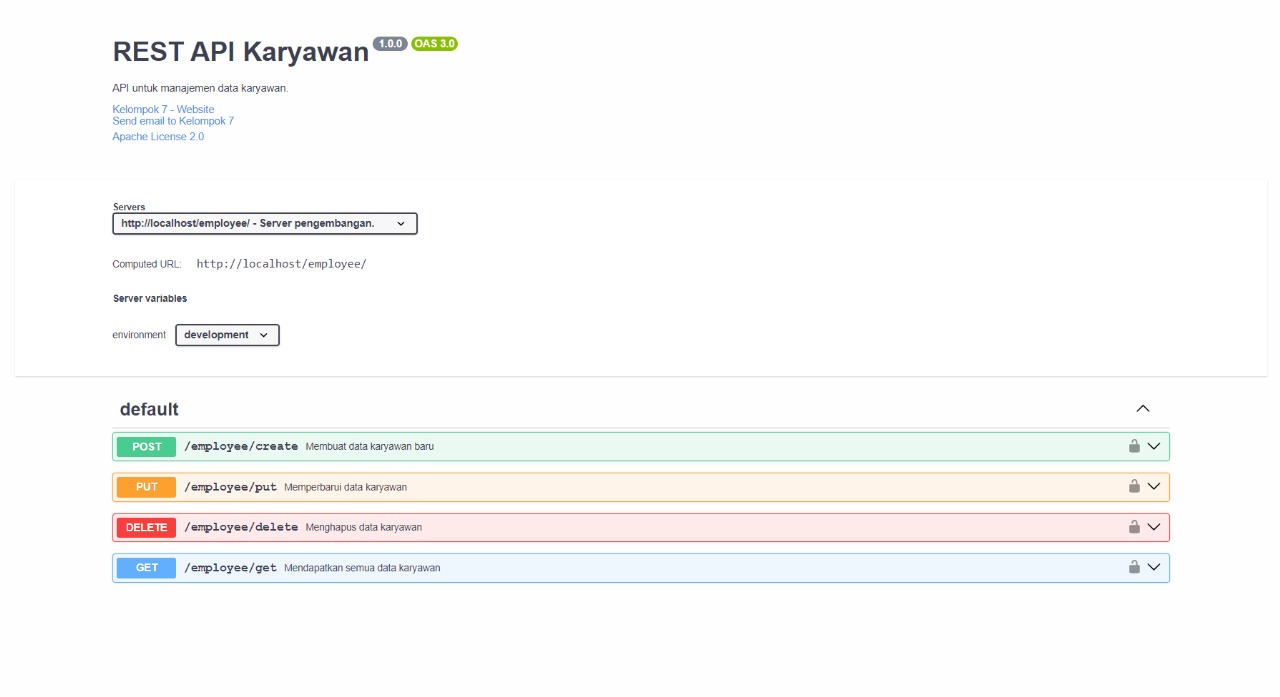 REST API Karyawan 1.0.0 OAS 3.0
API untuk manajemen data karyawan.
Kelompok 7 - Website
Send email to Kelompok 7
Apache License 2.0
Servers
http://localhost/employee/ - Server pengembangan.
Computed URL: http://localhost/employee/
Server variables
environment development
default
POST /employee/create Membuat data karyawan baru
PUT /employee/put Memperbarui data karyawan
DELETE /employee/delete Menghapus data karyawan
GET /employee/get Mendapatkan semua data karyawan